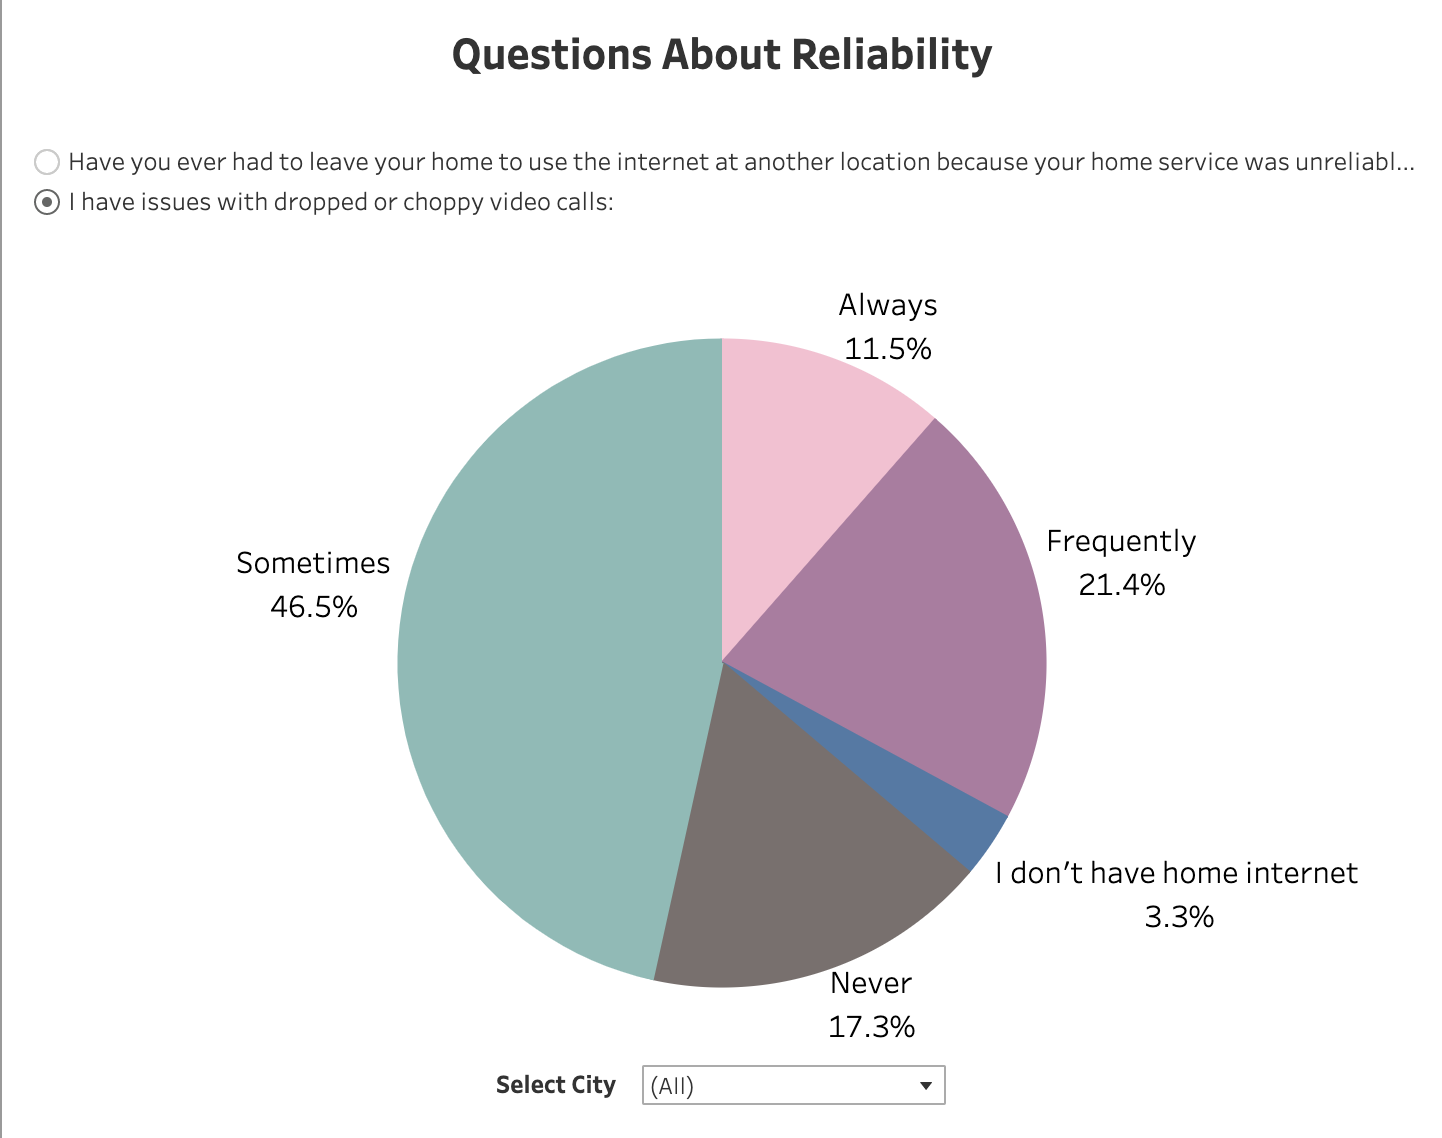 Questions About Reliability
Have you ever had to leave your home to use the internet at another location because your home service was unreliabl...
I have issues with dropped or choppy video calls:
Always
11.5%
Frequently
21.4%
Sometimes
46.5%
I don’t have home internet
3.3%
Never
17.3%
Select City
(All)